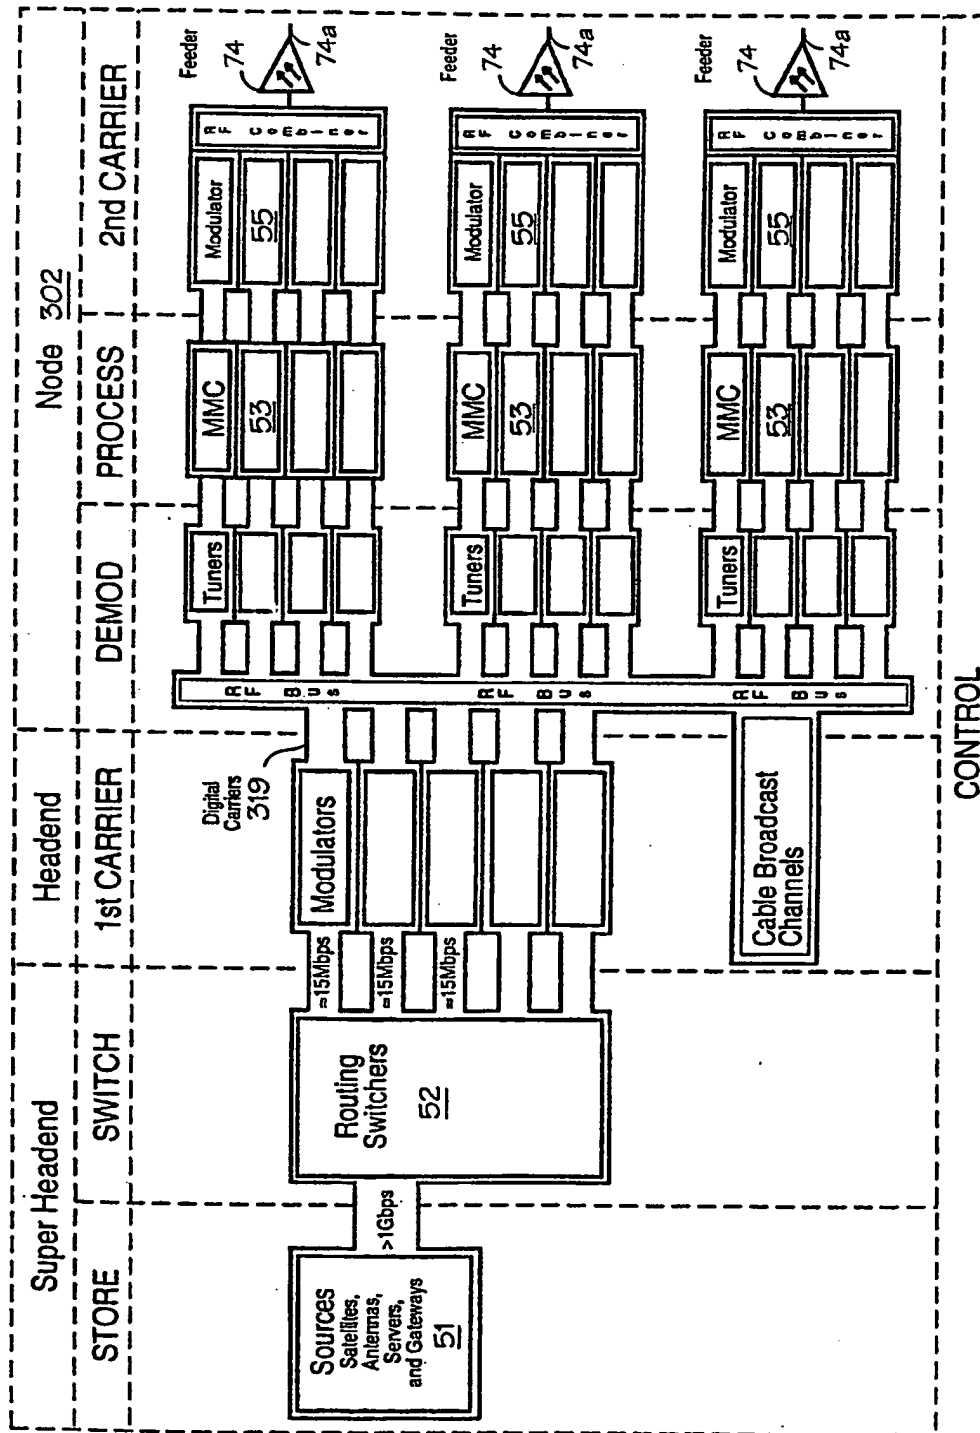 Super Headend
Headend
Node 302
STORE
SWITCH
1st CARRIER
DEMOD
PROCESS
2nd CARRIER
Sources
Satellites,
Antennas,
Servers,
and Gateways
51
>1Gbps
Routing
Switchers
52
≈15Mbps
≈15Mbps
≈15Mbps
Modulators
Digital
Carriers
319
Cable Broadcast
Channels
RF Bus
RF Bus
RF Bus
Tuners
MMC
53
Modulator
55
RF Combiner
Feeder
74
74a
Tuners
MMC
53
Modulator
55
RF Combiner
Feeder
74
74a
Tuners
MMC
53
Modulator
55
RF Combiner
Feeder
74
74a
CONTROL